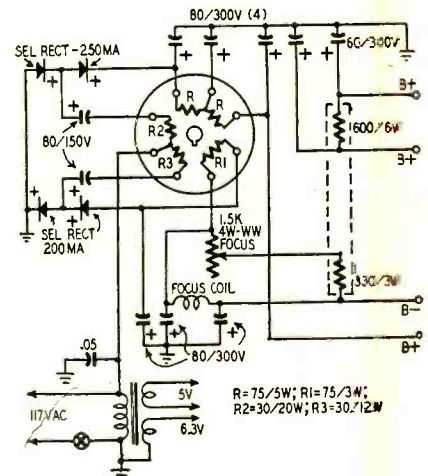 80/300V (4)
SEL RECT-250MA
60/300V
B+
R
R
R2
R3
R1
600/6W
80/150V
B+
SEL RECT
200MA
1.5K
4W-WW
FOCUS
330/3W
FOCUS COIL
B-
80/300V
B+
.05
5V
117VAC
6.3V
R=75/5W; R1=75/3W;
R2=30/20W; R3=30/12W